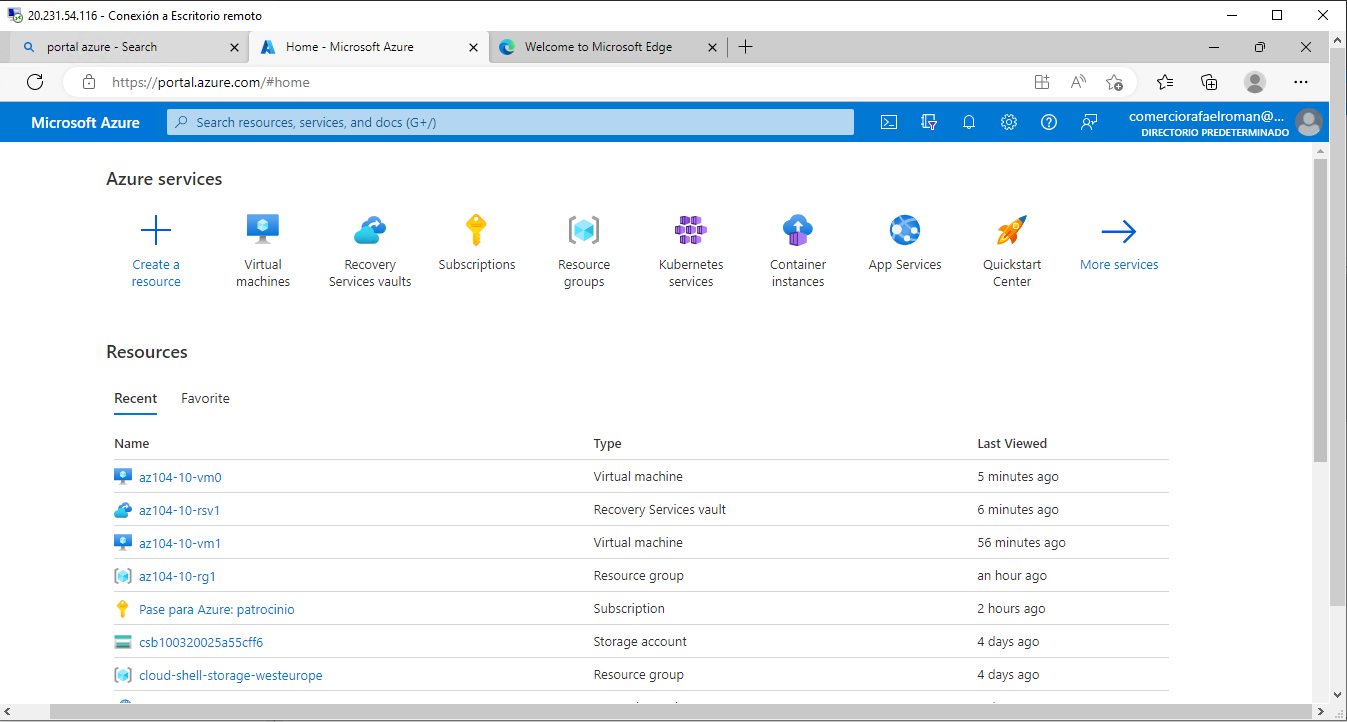 20.231.54.116 - Conexión a Escritorio remoto
portal azure - Search
Home - Microsoft Azure
Welcome to Microsoft Edge
https://portal.azure.com/#home
Microsoft Azure
Search resources, services, and docs (G+/)
comerciorafaelroman@...
DIRECTORIO PREDETERMINADO
Azure services
Create a resource
Virtual machines
Recovery Services vaults
Subscriptions
Resource groups
Kubernetes services
Container instances
App Services
Quickstart Center
More services
Resources
Recent Favorite
Name Type Last Viewed
az104-10-vm0 Virtual machine 5 minutes ago
az104-10-rsv1 Recovery Services vault 6 minutes ago
az104-10-vm1 Virtual machine 56 minutes ago
az104-10-rg1 Resource group an hour ago
Pase para Azure: patrocinio Subscription 2 hours ago
csb100320025a55cff6 Storage account 4 days ago
cloud-shell-storage-westeurope Resource group 4 days ago